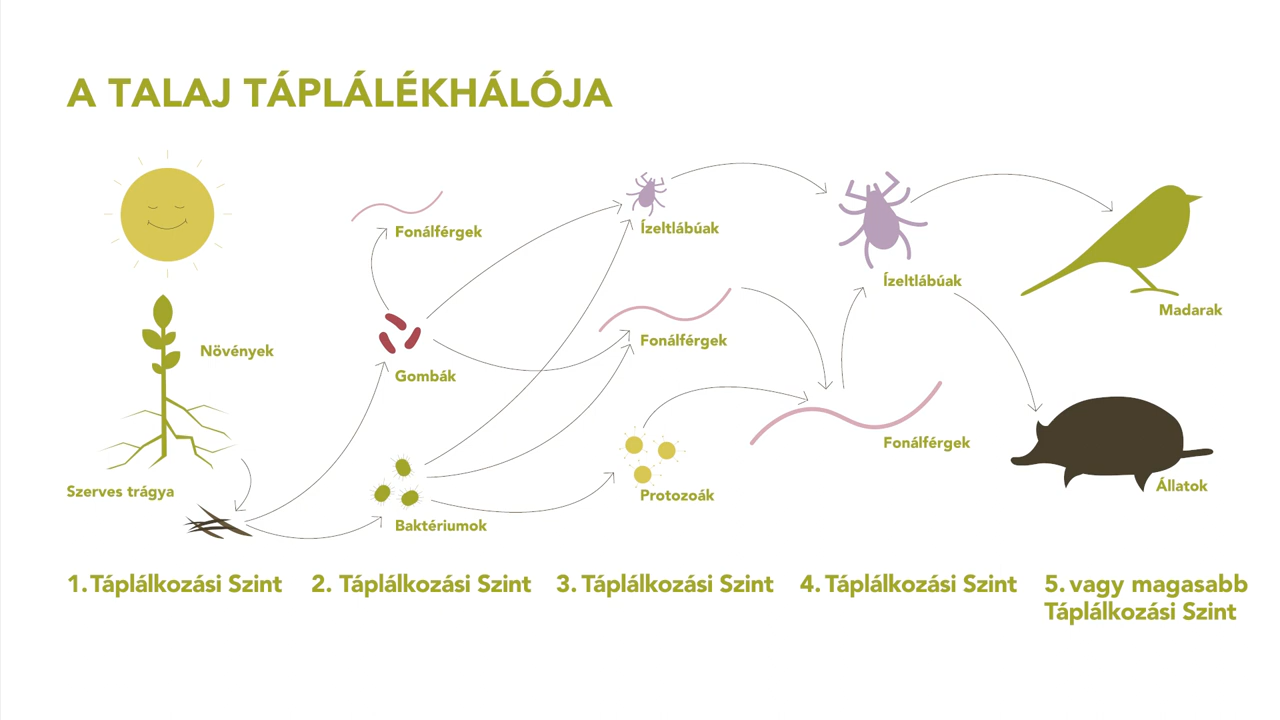 A TALAJ TÁPLÁLÉKHÁLÓJA
Fonálférgek
Ízeltlábúak
Ízeltlábúak
Madarak
Növények
Gombák
Fonálférgek
Fonálférgek
Szerves trágya
Baktériumok
Protozoák
Állatok
1. Táplálkozási Szint
2. Táplálkozási Szint
3. Táplálkozási Szint
4. Táplálkozási Szint
5. vagy magasabb
Táplálkozási Szint